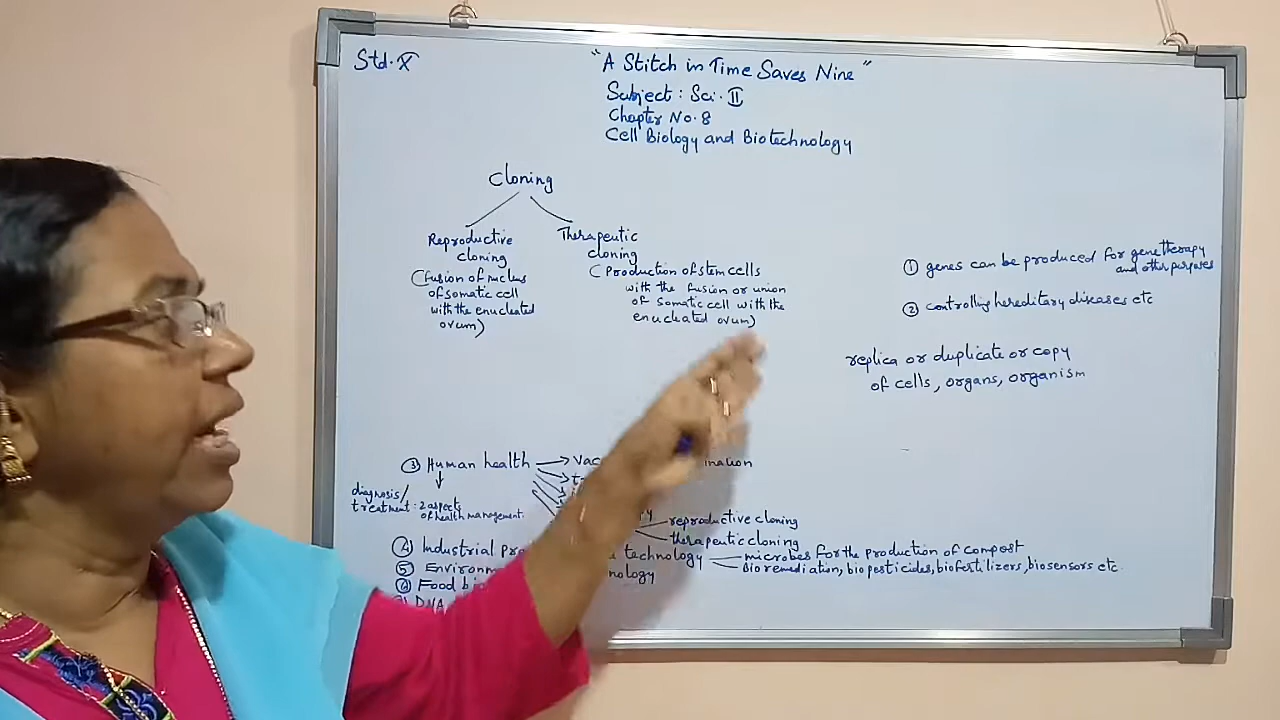 Std. X
"A Stitch in Time Saves Nine"
Subject : Sci. II
Chapter No. 8
Cell Biology and Biotechnology
Cloning
Reproductive
cloning
(fusion of nucleus
of somatic cell
with the enucleated
ovum)
Therapeutic
cloning
( Production of stem cells
with the fusion or union
of somatic cell with the
enucleated ovum)
① genes can be produced for gene therapy
and other purposes
② controlling hereditary diseases etc
replica or duplicate or copy
of cells, organs, organism
③ Human health
diagnosis/
treatment : 2 aspects
of health management.
reproductive cloning
therapeutic cloning
④ Industrial technology microbes for the production of compost
⑤ bioremediation, biopesticides, biofertilizers, biosensors etc.
⑥ Food
DNA